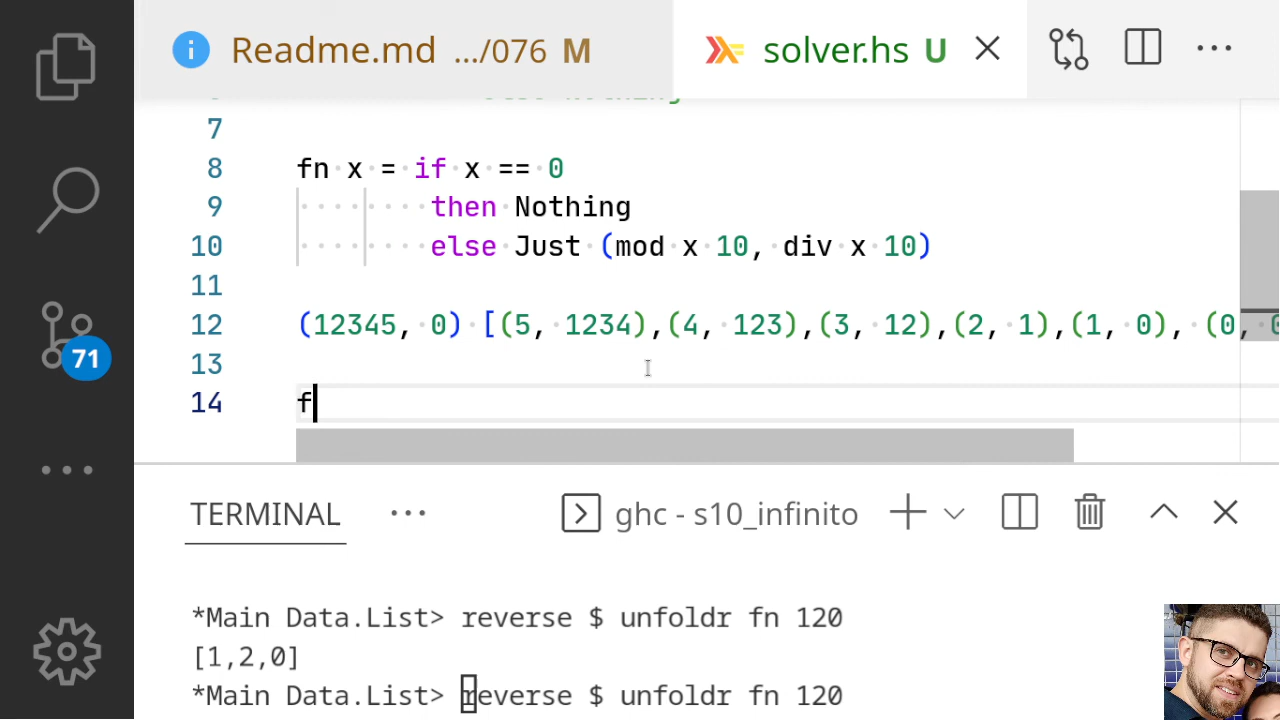 Readme.md .../076 M
solver.hs U
7
8 fn x = if x == 0
9 then Nothing
10 else Just (mod x 10, div x 10)
11
12 (12345, 0) [(5, 1234),(4, 123),(3, 12),(2, 1),(1, 0), (0,
13
14 f
71
TERMINAL
ghc - s10_infinito
*Main Data.List> reverse $ unfoldr fn 120
[1,2,0]
*Main Data.List> reverse $ unfoldr fn 120